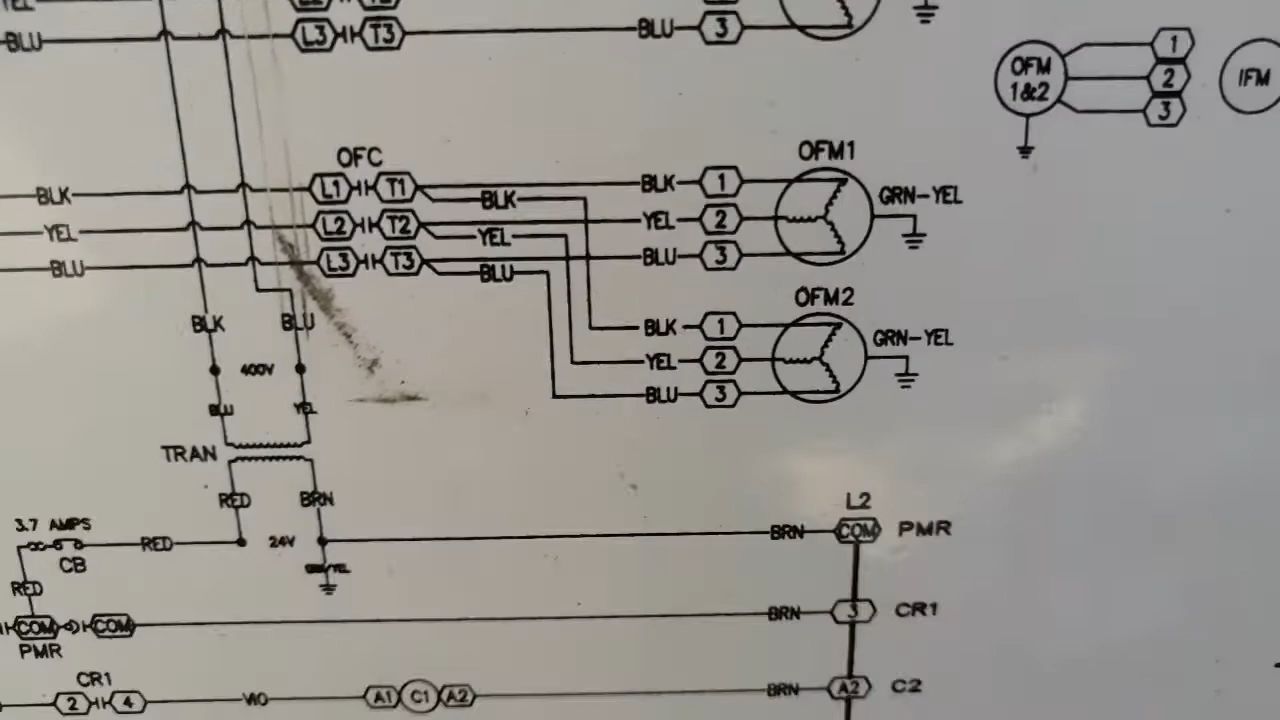 BLU L3 T3 BLU 3
OFM 1&2
1
2
3
IFM
OFC
OFM1
BLK L1 T1 BLK BLK 1 GRN-YEL
YEL L2 T2 YEL YEL 2
BLU L3 T3 BLU BLU 3
OFM2
BLK BLU BLK 1 GRN-YEL
400V YEL 2
BLU YEL BLU 3
TRAN
RED BRN
L2
3.7 AMPS
RED 24V BRN COM PMR
CB
RED
COM COM BRN 3 CR1
PMR
CR1
2 4 VIO A1 C1 A2 BRN A2 C2